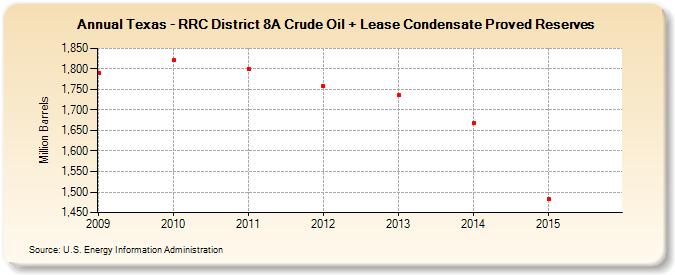 Annual Texas - RRC District 8A Crude Oil + Lease Condensate Proved Reserves
Million Barrels
1,850
1,800
1,750
1,700
1,650
1,600
1,550
1,500
1,450
2009 2010 2011 2012 2013 2014 2015
Source: U.S. Energy Information Administration